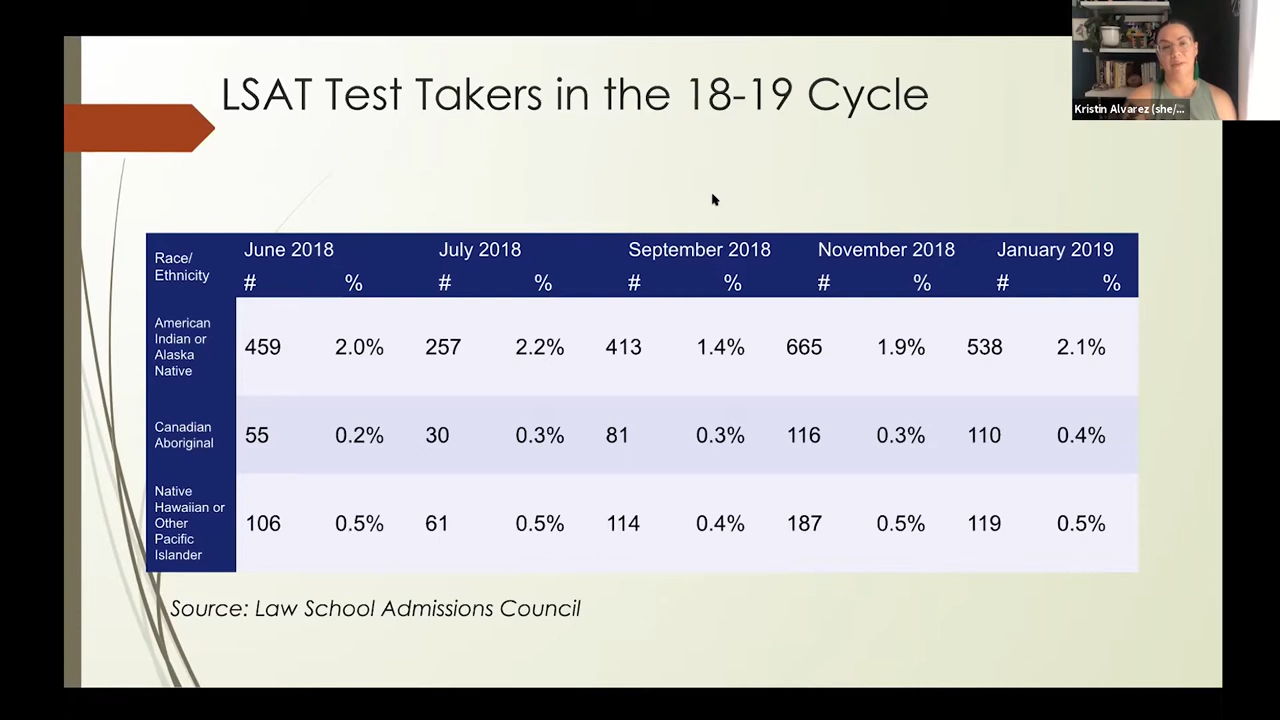 LSAT Test Takers in the 18-19 Cycle
Kristin Alvarez (she/...
Race/
Ethnicity
June 2018 July 2018 September 2018 November 2018 January 2019
# % # % # % # % # %
American
Indian or
Alaska
Native
459 2.0% 257 2.2% 413 1.4% 665 1.9% 538 2.1%
Canadian
Aboriginal
55 0.2% 30 0.3% 81 0.3% 116 0.3% 110 0.4%
Native
Hawaiian or
Other
Pacific
Islander
106 0.5% 61 0.5% 114 0.4% 187 0.5% 119 0.5%
Source: Law School Admissions Council